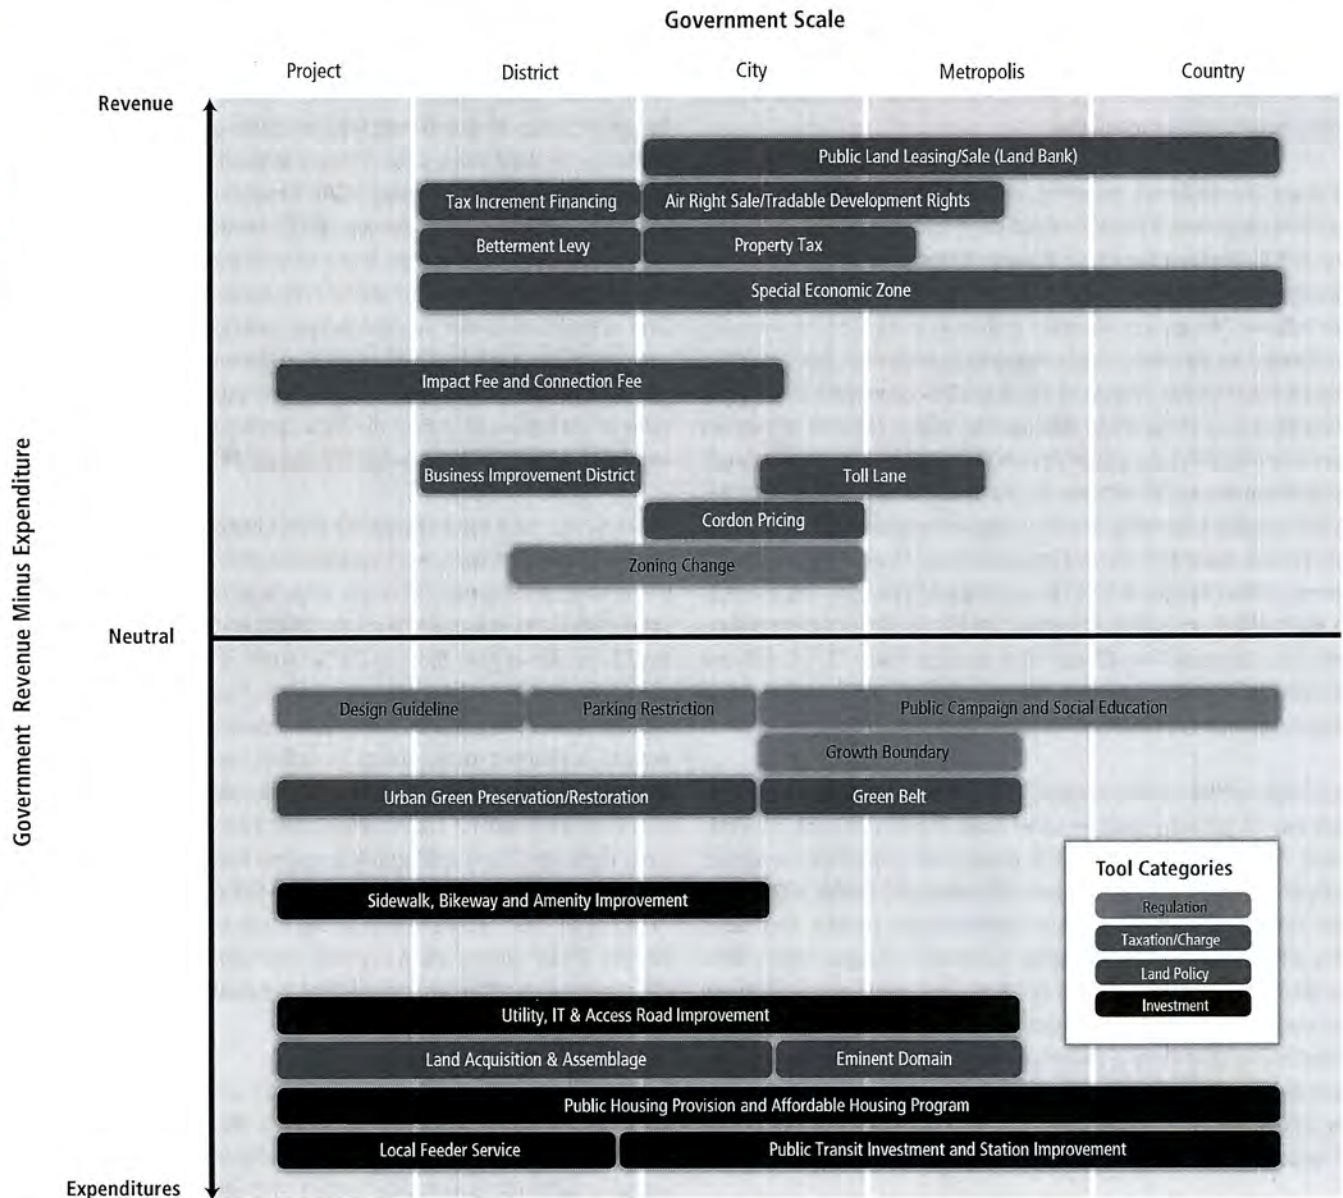 Government Scale
Project District City Metropolis Country
Revenue
Public Land Leasing/Sale (Land Bank)
Tax Increment Financing Air Right Sale/Tradable Development Rights
Betterment Levy Property Tax
Special Economic Zone
Impact Fee and Connection Fee
Business Improvement District Toll Lane
Cordon Pricing
Zoning Change
Government Revenue Minus Expenditure
Neutral
Design Guideline Parking Restriction Public Campaign and Social Education
Growth Boundary
Urban Green Preservation/Restoration Green Belt
Sidewalk, Bikeway and Amenity Improvement
Tool Categories
Regulation
Taxation/Charge
Land Policy
Investment
Utility, IT & Access Road Improvement
Land Acquisition & Assemblage Eminent Domain
Public Housing Provision and Affordable Housing Program
Local Feeder Service Public Transit Investment and Station Improvement
Expenditures